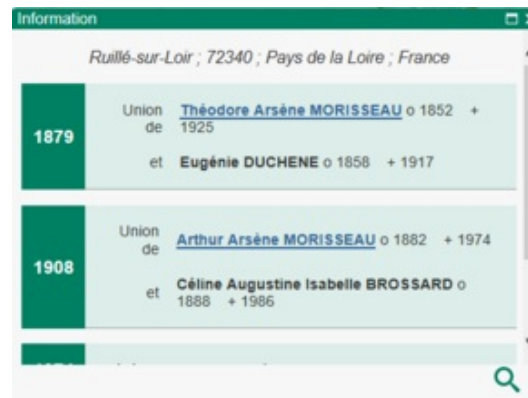 Information
Ruillé-sur-Loir ; 72340 ; Pays de la Loire ; France
1879
Union de Théodore Arsène MORISSEAU o 1852 + 1925
et Eugénie DUCHENE o 1858 + 1917
1908
Union de Arthur Arsène MORISSEAU o 1882 + 1974
et Céline Augustine Isabelle BROSSARD o
1888 + 1986